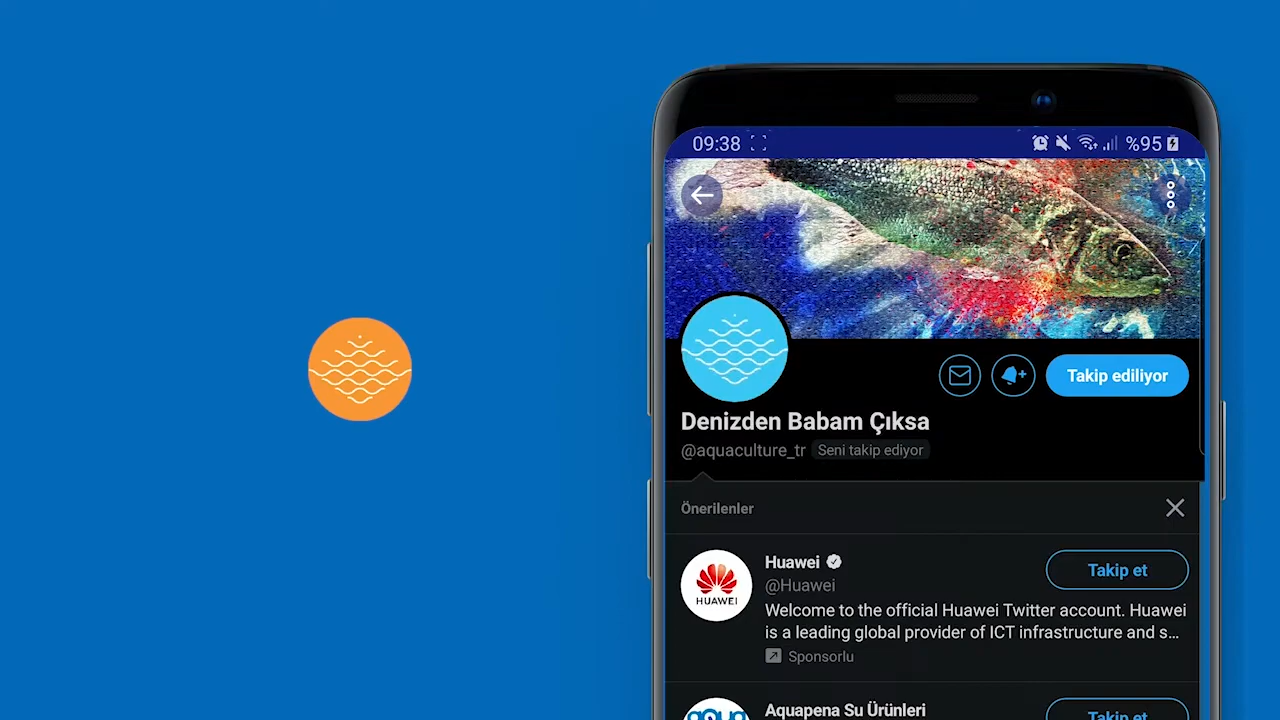 09:38
%95
Takip ediliyor
Denizden Babam Çıksa
@aquaculture_tr Seni takip ediyor
Önerilenler
Huawei
@Huawei
Takip et
HUAWEI
Welcome to the official Huawei Twitter account. Huawei
is a leading global provider of ICT infrastructure and s...
Sponsorlu
Aquapena Su Ürünleri
Takip et